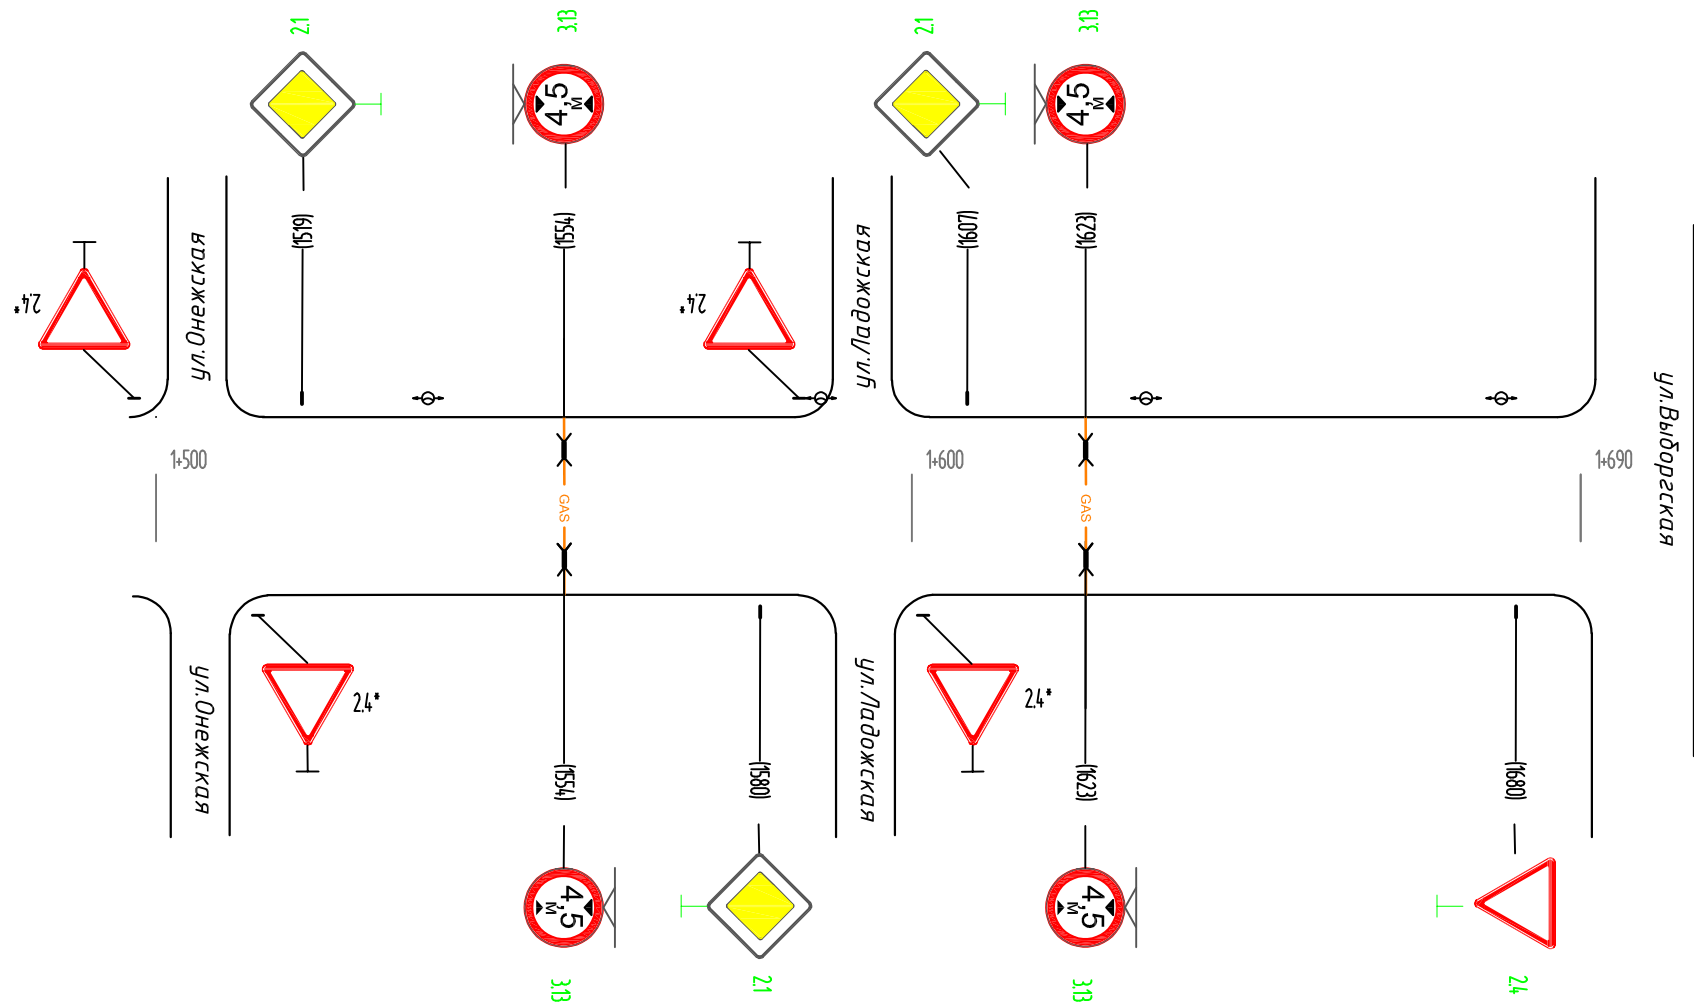 2.1
3.13
2.1
3.13
4,5
м
4,5
м
(1519)
(1554)
(1607)
(1623)
ул.Онежская
ул.Ладожская
2.4*
2.4*
ул.Выборгская
1+500
1+600
1+690
GAS
GAS
ул.Онежская
ул.Ладожская
2.4*
2.4*
(1554)
(1580)
(1623)
(1680)
4,5
м
4,5
м
3.13
2.1
3.13
2.4